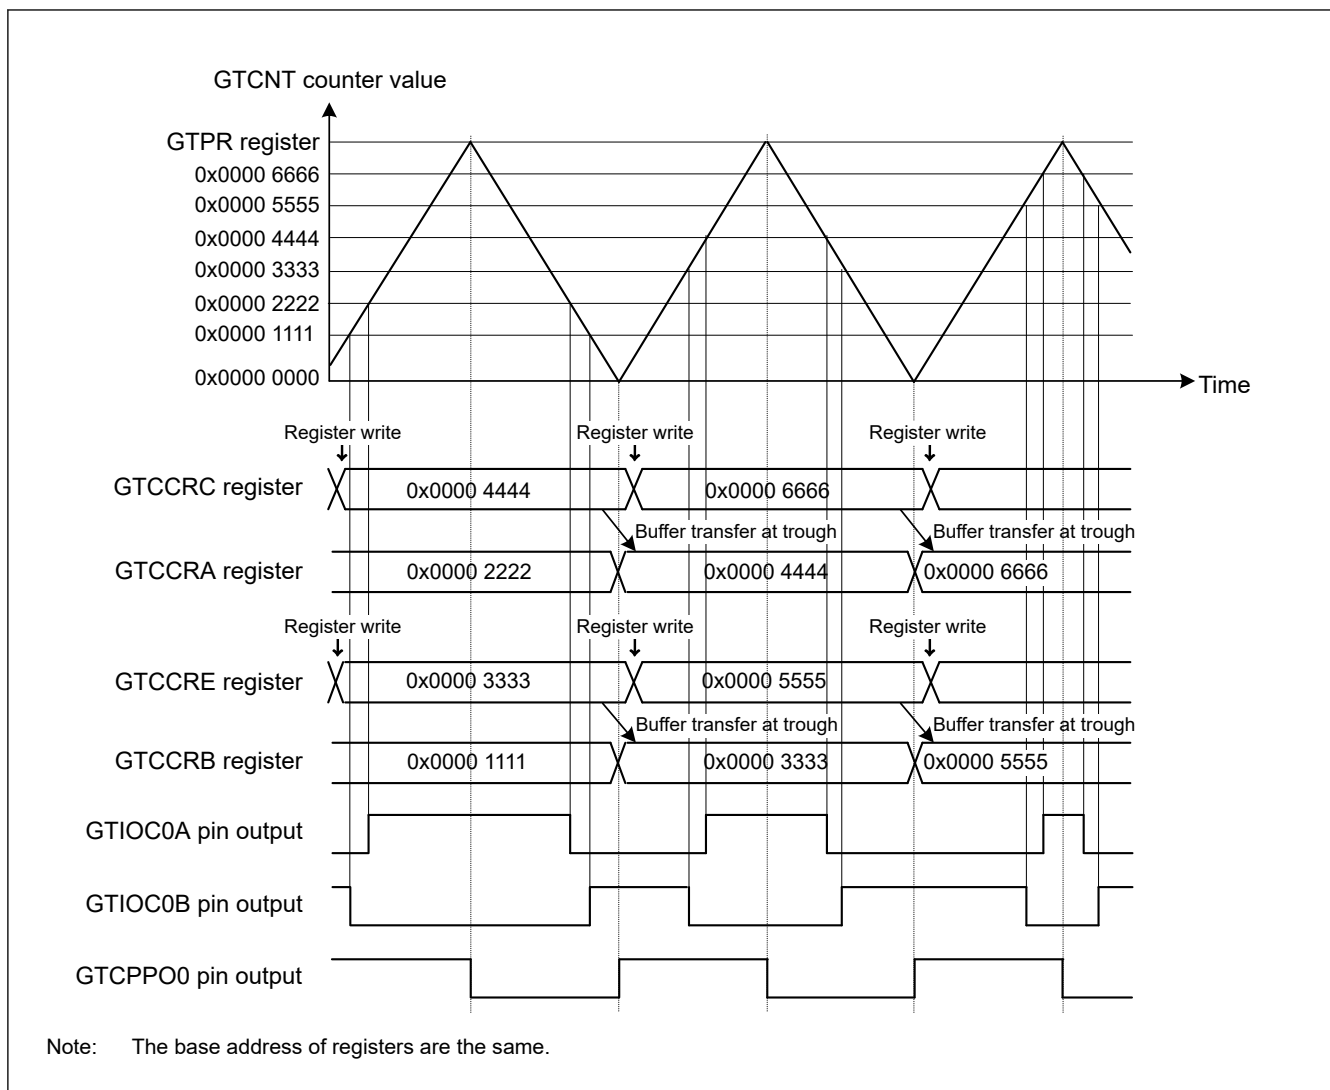 GTCNT counter value
GTPR register
0x0000 6666
0x0000 5555
0x0000 4444
0x0000 3333
0x0000 2222
0x0000 1111
0x0000 0000
Time
Register write Register write Register write
GTCCRC register 0x0000 4444 0x0000 6666
Buffer transfer at trough Buffer transfer at trough
GTCCRA register 0x0000 2222 0x0000 4444 0x0000 6666
Register write Register write Register write
GTCCRE register 0x0000 3333 0x0000 5555
Buffer transfer at trough Buffer transfer at trough
GTCCRB register 0x0000 1111 0x0000 3333 0x0000 5555
GTIOC0A pin output
GTIOC0B pin output
GTCPPO0 pin output
Note: The base address of registers are the same.